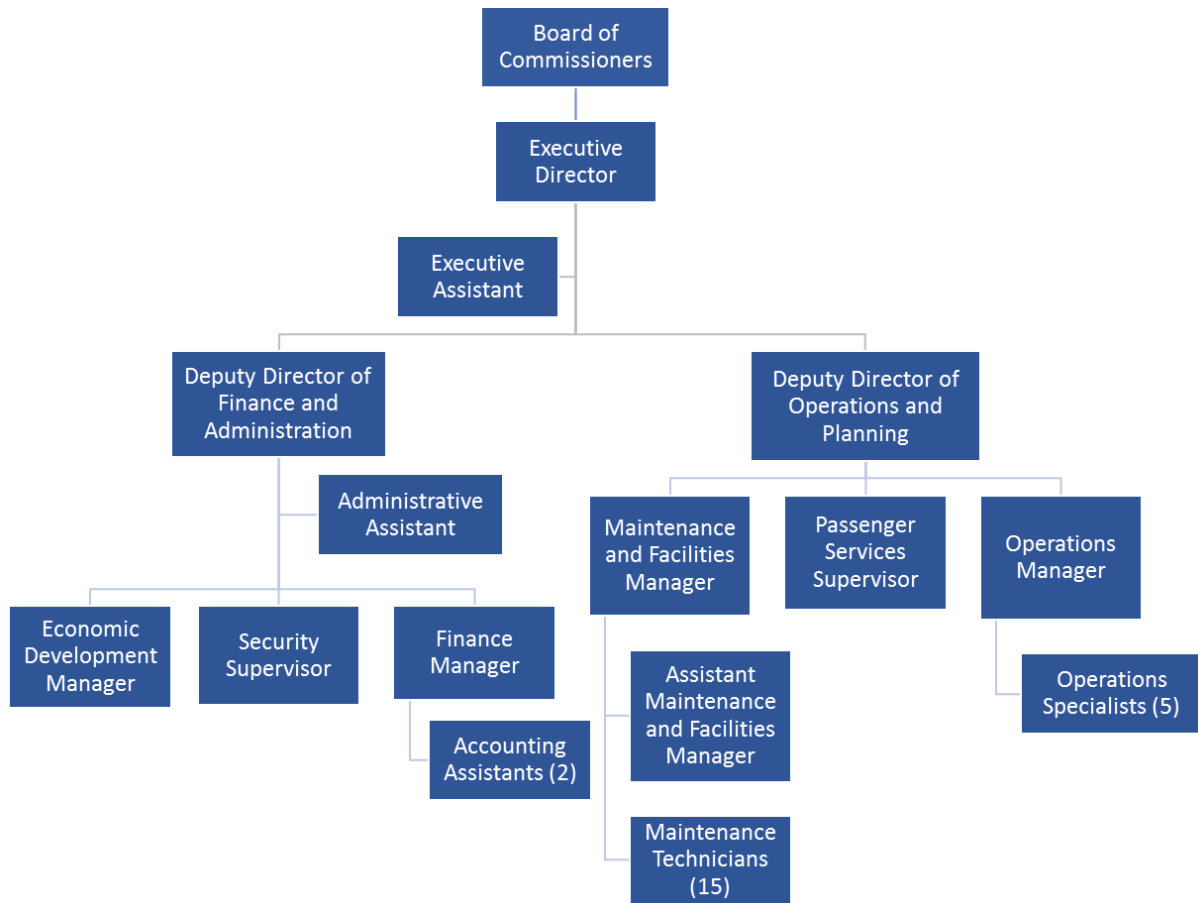 Board of
Commissioners
Executive
Director
Executive
Assistant
Deputy Director of
Finance and
Administration
Deputy Director of
Operations and
Planning
Administrative
Assistant
Maintenance
and Facilities
Manager
Passenger
Services
Supervisor
Operations
Manager
Economic
Development
Manager
Security
Supervisor
Finance
Manager
Accounting
Assistants (2)
Assistant
Maintenance
and Facilities
Manager
Operations
Specialists (5)
Maintenance
Technicians
(15)